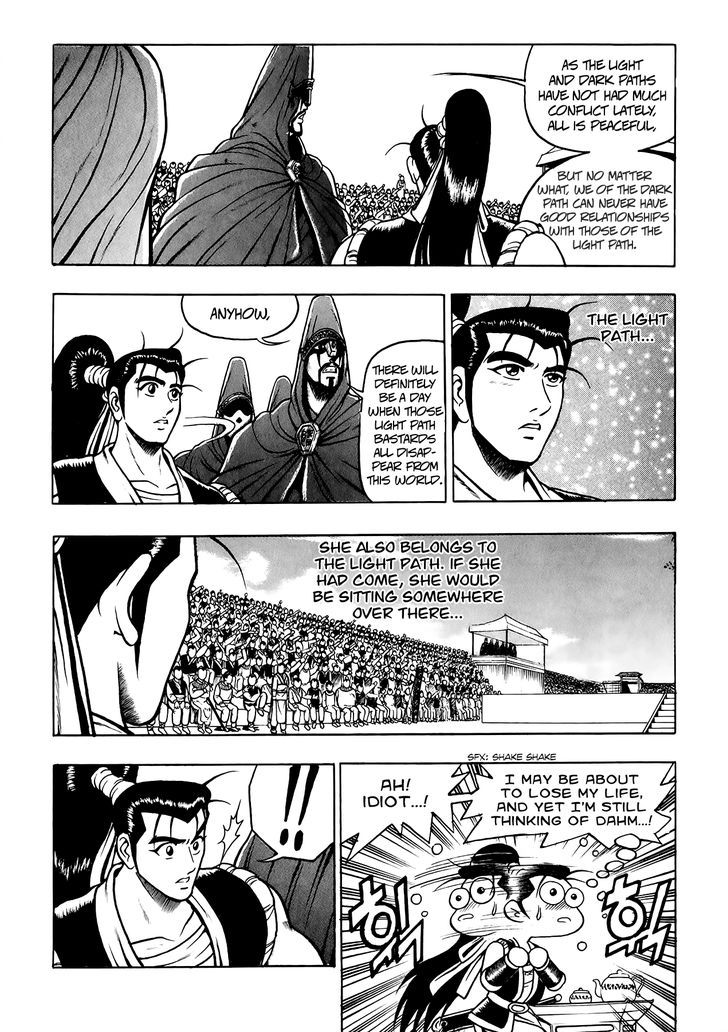 AS THE LIGHT
AND DARK PATHS
HAVE NOT HAD MUCH
CONFLICT LATELY,
ALL IS PEACEFUL,
BUT NO MATTER
WHAT, WE OF THE DARK
PATH CAN NEVER HAVE
GOOD RELATIONSHIPS
WITH THOSE OF THE
LIGHT PATH.
ANYHOW,
THERE WILL
DEFINITELY
BE A DAY
WHEN THOSE
LIGHT PATH
BASTARDS
ALL DISAP-
PEAR FROM
THIS WORLD.
THE LIGHT
PATH...
SHE ALSO BELONGS TO
THE LIGHT PATH. IF SHE
HAD COME, SHE WOULD
BE SITTING SOMEWHERE
OVER THERE...
!!
SFX: SHAKE SHAKE
AH!
IDIOT...!
I MAY BE ABOUT
TO LOSE MY LIFE,
AND YET I'M STILL
THINKING OF DAHM...!
홱
홱